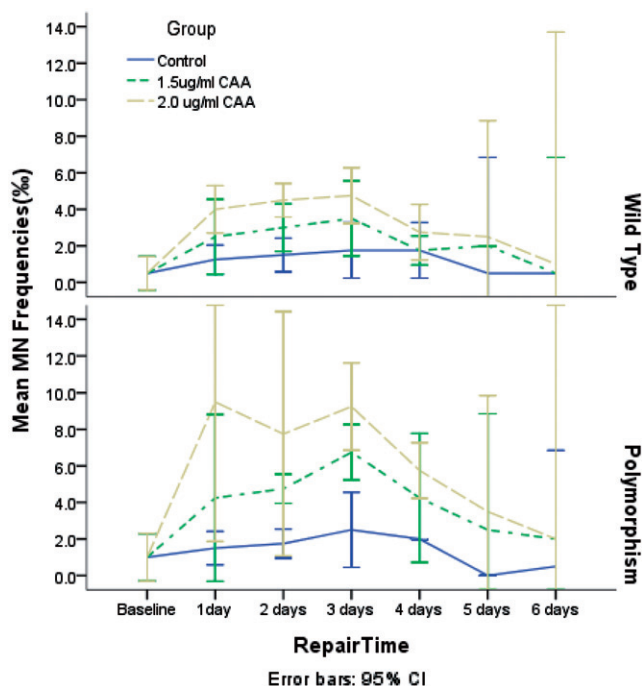 Group
Control
1.5ug/ml CAA
2.0 ug/ml CAA
14.0
12.0
10.0
8.0
6.0
4.0
2.0
0.0
Wild Type
Mean MN Frequencies(‰)
14.0
12.0
10.0
8.0
6.0
4.0
2.0
0.0
Polymorphism
Baseline 1day 2 days 3 days 4 days 5 days 6 days
RepairTime
Error bars: 95% CI